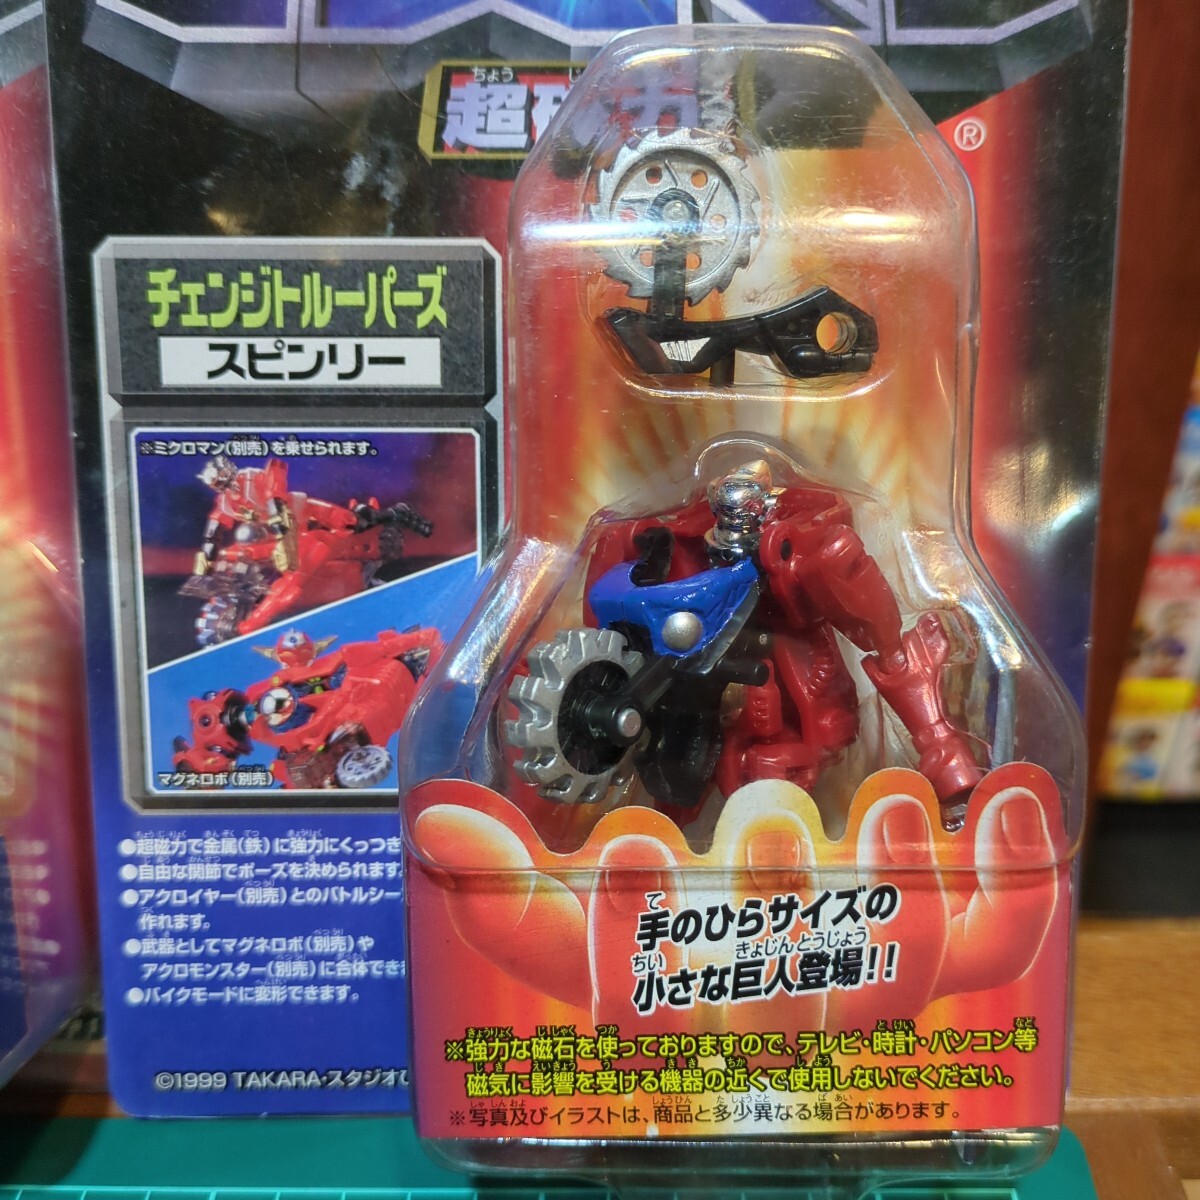 超磁力
®
チェンジトルーパーズ
スピンリー
※ミクロマン(別売)を乗せられます。
マグネロボ(別売)
●超磁力で金属(鉄)に強力にくっつき
●自由な関節でポーズを決められます。
●アクロイヤー(別売)とのバトルシー
作れます。
●武器としてマグネロボ(別売)や
アクロモンスター(別売)に合体でき
●バイクモードに変形できます。
©1999 TAKARA・スタジオ
手のひらサイズの
小さな巨人登場!!
※強力な磁石を使っておりますので、テレビ・時計・パソコン等
磁気に影響を受ける機器の近くで使用しないでください。
※写真及びイラストは、商品と多少異なる場合があります。